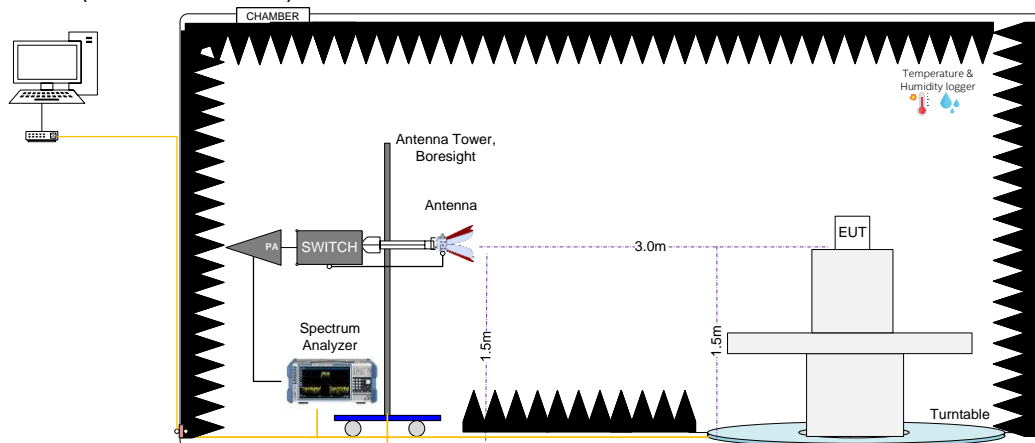 CHAMBER
Temperature &
Humidity logger
Antenna Tower,
Boresight
Antenna
PA
SWITCH
3.0m
EUT
1.5m
1.5m
Spectrum
Analyzer
Turntable